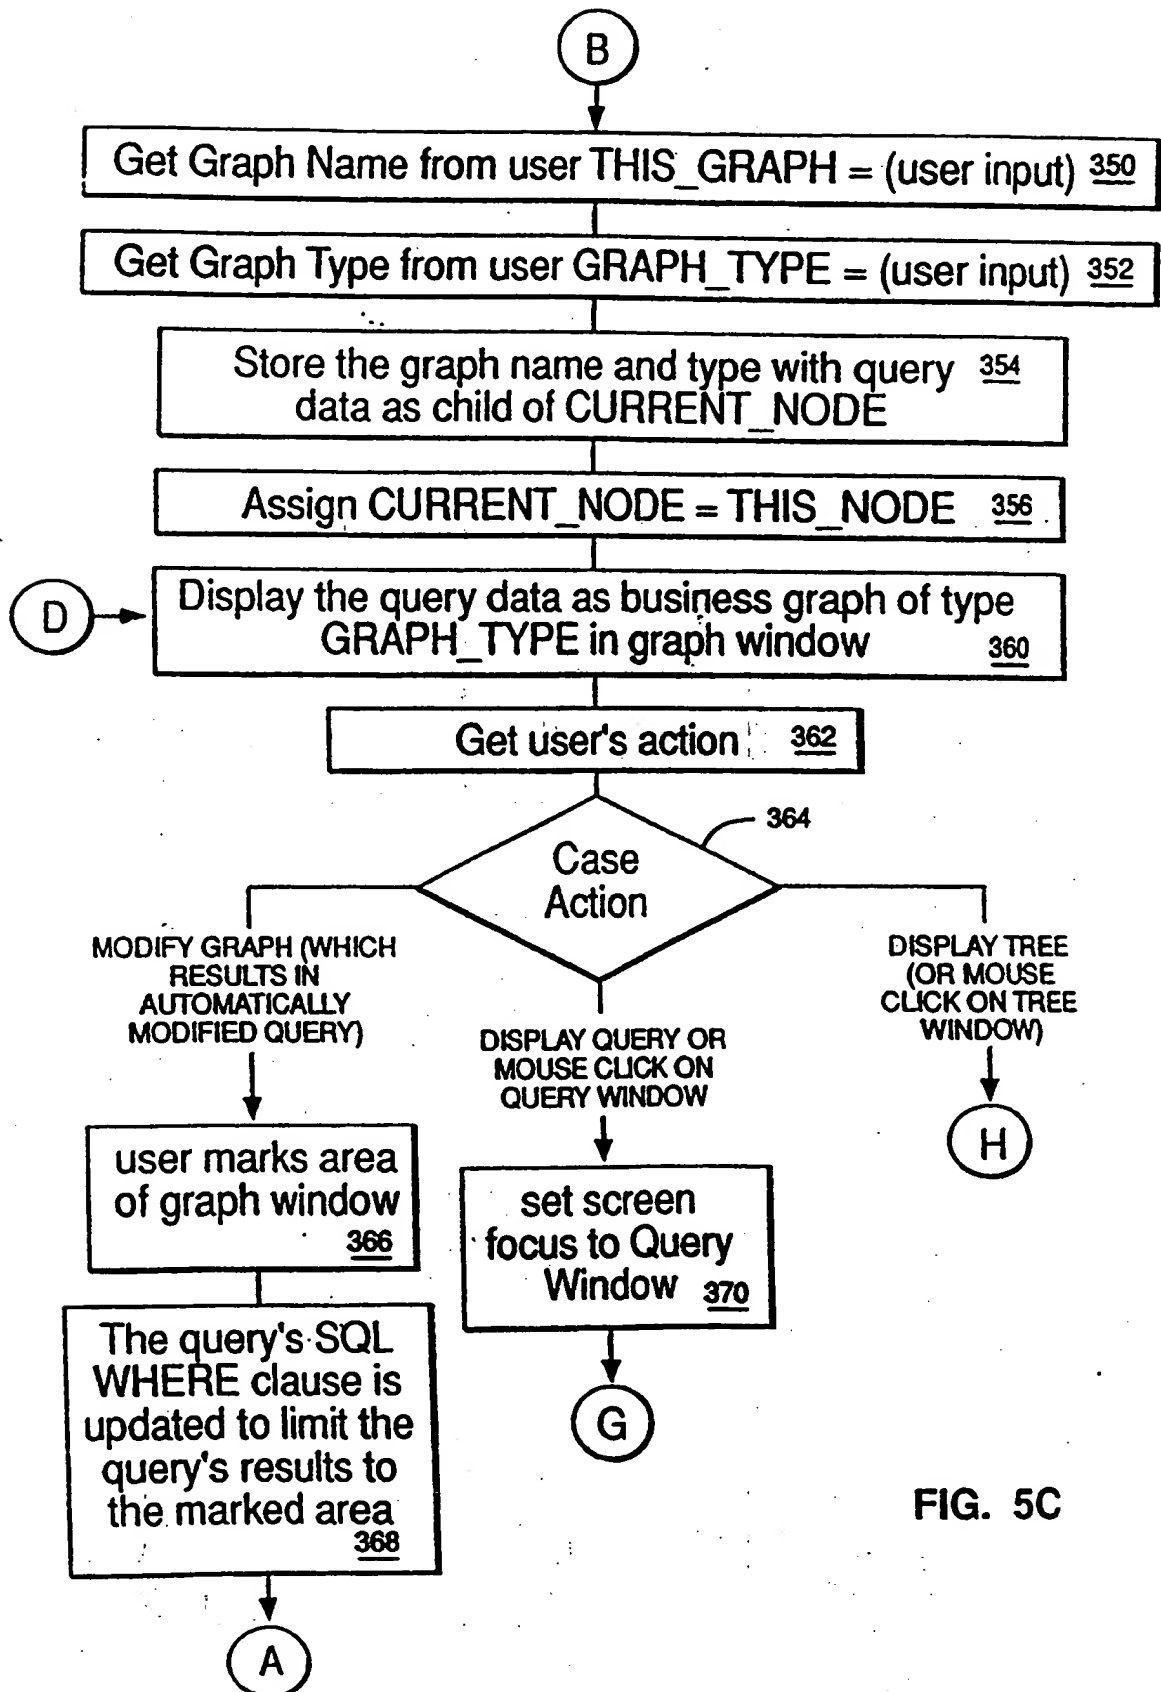 B
Get Graph Name from user THIS_GRAPH = (user input) 350
Get Graph Type from user GRAPH_TYPE = (user input) 352
Store the graph name and type with query 354
data as child of CURRENT_NODE
Assign CURRENT_NODE = THIS_NODE 356
D
Display the query data as business graph of type
GRAPH_TYPE in graph window 360
Get user's action 362
364
Case
Action
MODIFY GRAPH (WHICH
RESULTS IN
AUTOMATICALLY
MODIFIED QUERY)
DISPLAY QUERY OR
MOUSE CLICK ON
QUERY WINDOW
DISPLAY TREE
(OR MOUSE
CLICK ON TREE
WINDOW)
H
user marks area
of graph window
366
set screen
focus to Query
Window 370
G
The query's SQL
WHERE clause is
updated to limit the
query's results to
the marked area
368
A
FIG. 5C